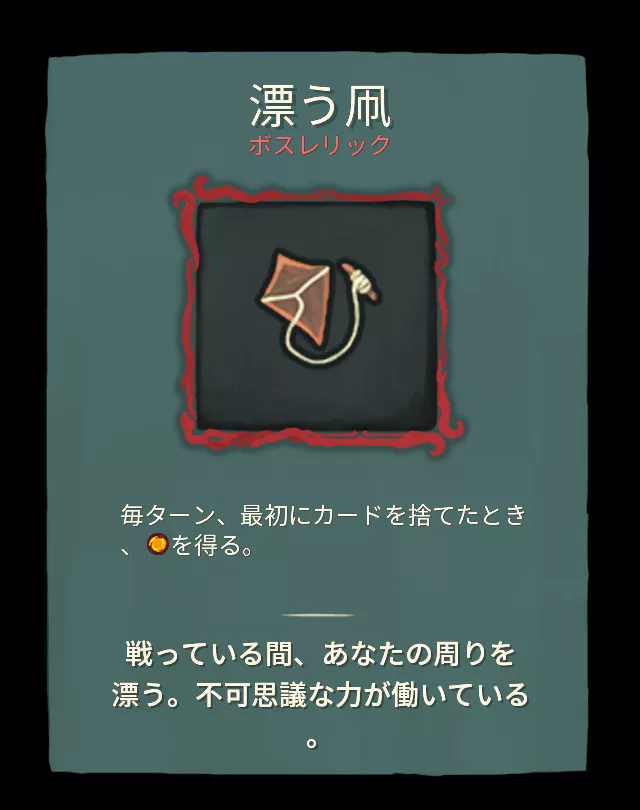 漂う凧
ボスレリック
毎ターン、最初にカードを捨てたとき
、を得る。
戦っている間、あなたの周りを
漂う。不可思議な力が働いている
。